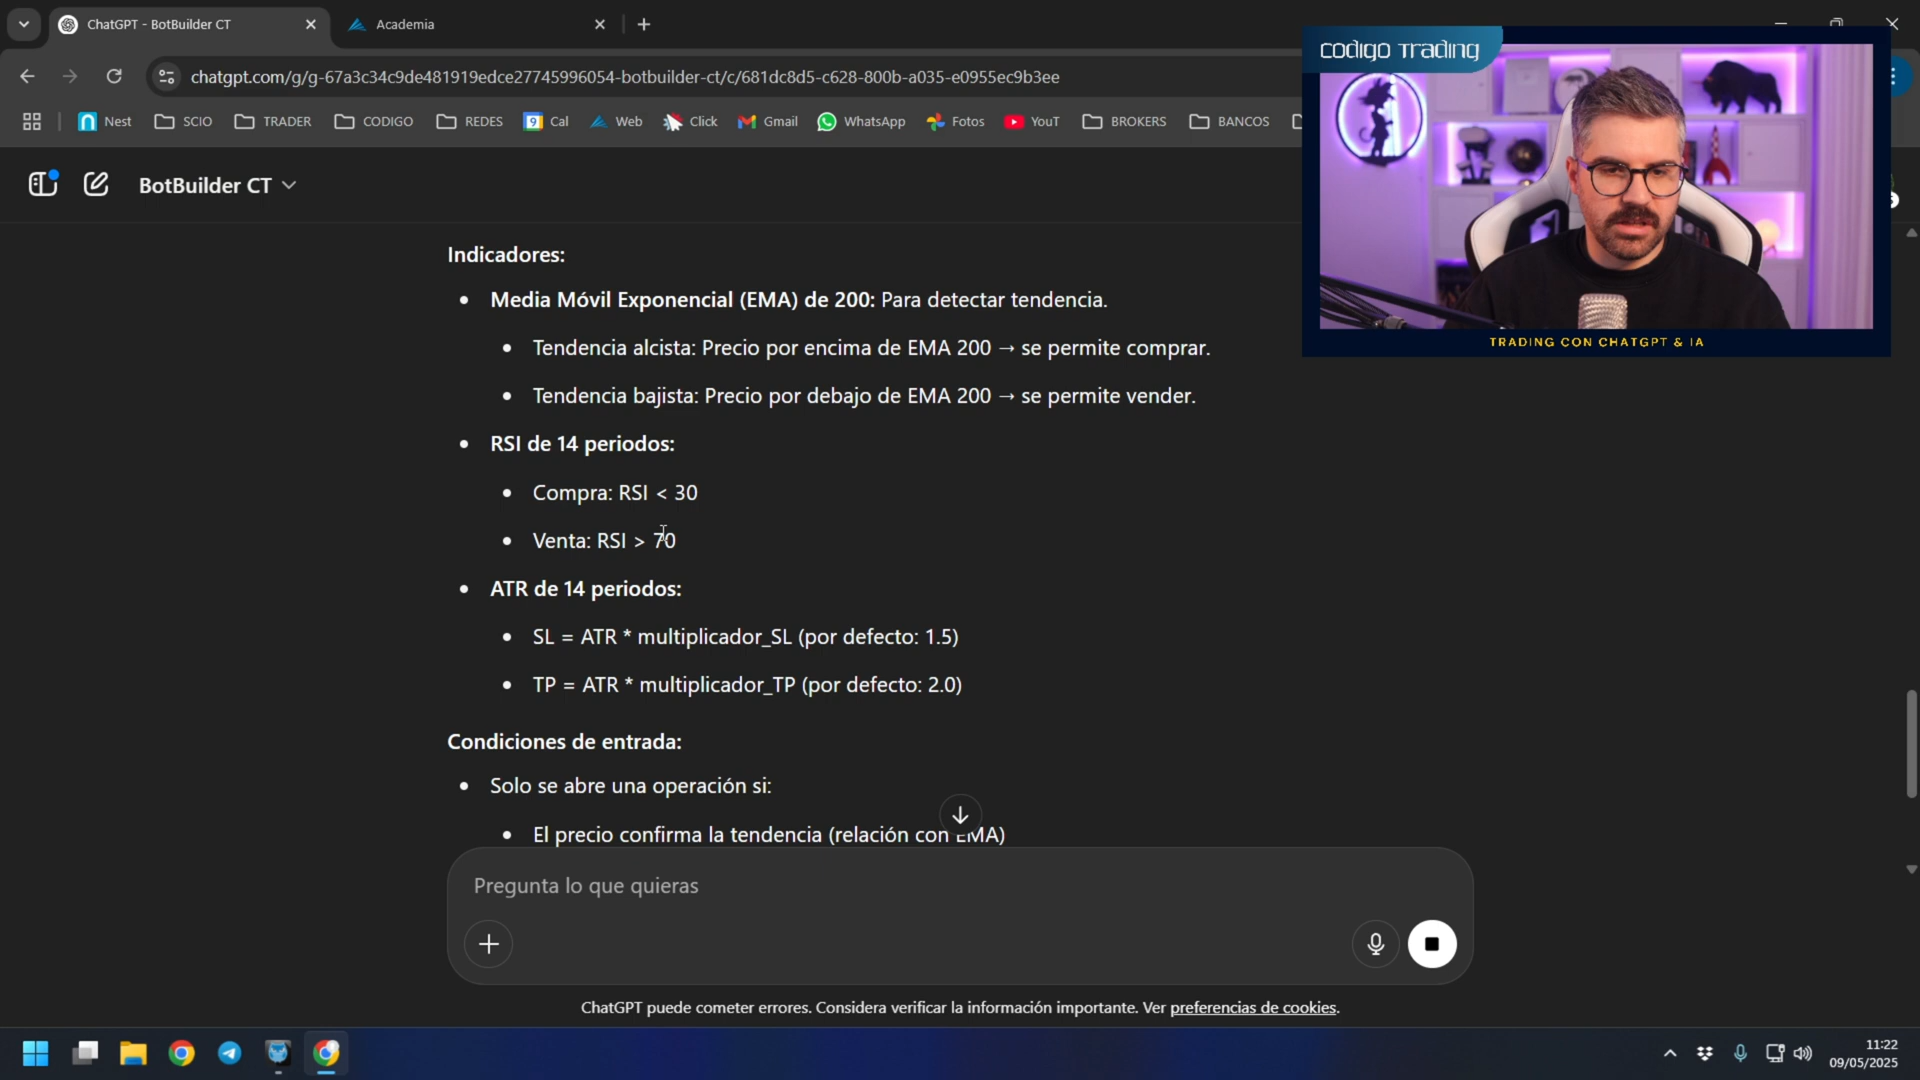 ChatGPT - BotBuilder CT
Academia
chatgpt.com/g/g-67a3c34c9de481919edce27745996054-botbuilder-ct/c/681dc8d5-c628-800b-a035-e0955ec9b3ee
Nest
SCIO
TRADER
CODIGO
REDES
9
Cal
Web
Click
Gmail
WhatsApp
Fotos
YouT
BROKERS
BANCOS
codigo Trading
TRADING CON CHATGPT & IA
BotBuilder CT
Indicadores:
Media Móvil Exponencial (EMA) de 200: Para detectar tendencia.
Tendencia alcista: Precio por encima de EMA 200 → se permite comprar.
Tendencia bajista: Precio por debajo de EMA 200 → se permite vender.
RSI de 14 periodos:
Compra: RSI < 30
Venta: RSI > 70
ATR de 14 periodos:
SL = ATR * multiplicador_SL (por defecto: 1.5)
TP = ATR * multiplicador_TP (por defecto: 2.0)
Condiciones de entrada:
Solo se abre una operación si:
El precio confirma la tendencia (relación con EMA)
Pregunta lo que quieras
ChatGPT puede cometer errores. Considera verificar la información importante. Ver preferencias de cookies.
11:22
09/05/2025